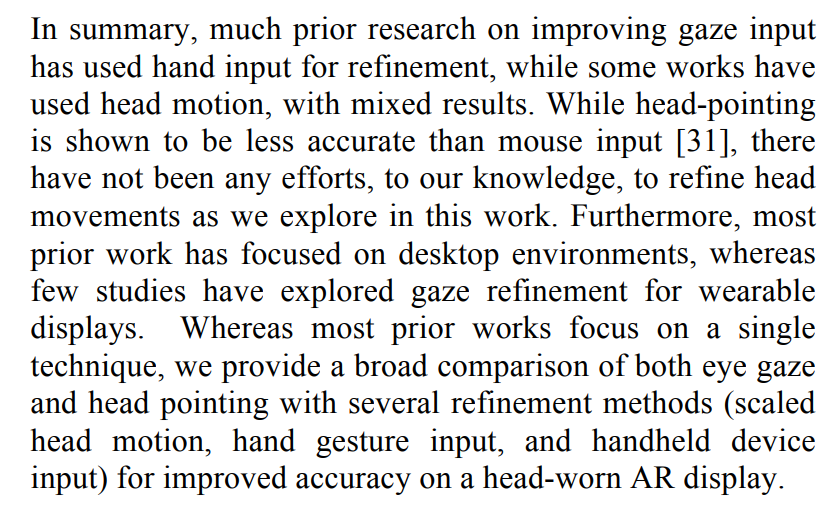 In summary, much prior research on improving gaze input
has used hand input for refinement, while some works have
used head motion, with mixed results. While head-pointing
is shown to be less accurate than mouse input [31], there
have not been any efforts, to our knowledge, to refine head
movements as we explore in this work. Furthermore, most
prior work has focused on desktop environments, whereas
few studies have explored gaze refinement for wearable
displays. Whereas most prior works focus on a single
technique, we provide a broad comparison of both eye gaze
and head pointing with several refinement methods (scaled
head motion, hand gesture input, and handheld device
input) for improved accuracy on a head-worn AR display.